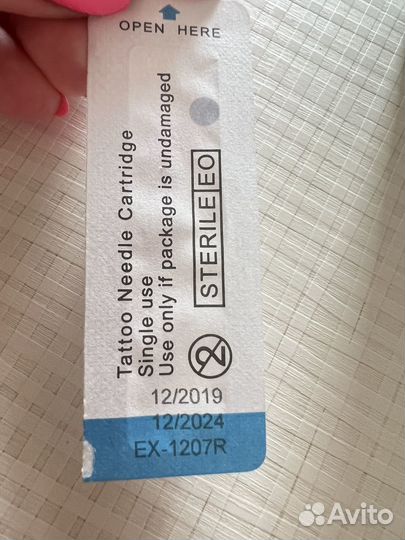 OPEN HERE
Tattoo Needle Cartridge
Single use
Use only if package is undamaged
STERILE EO
2
12/2019
12/2024
EX-1207R
Avito